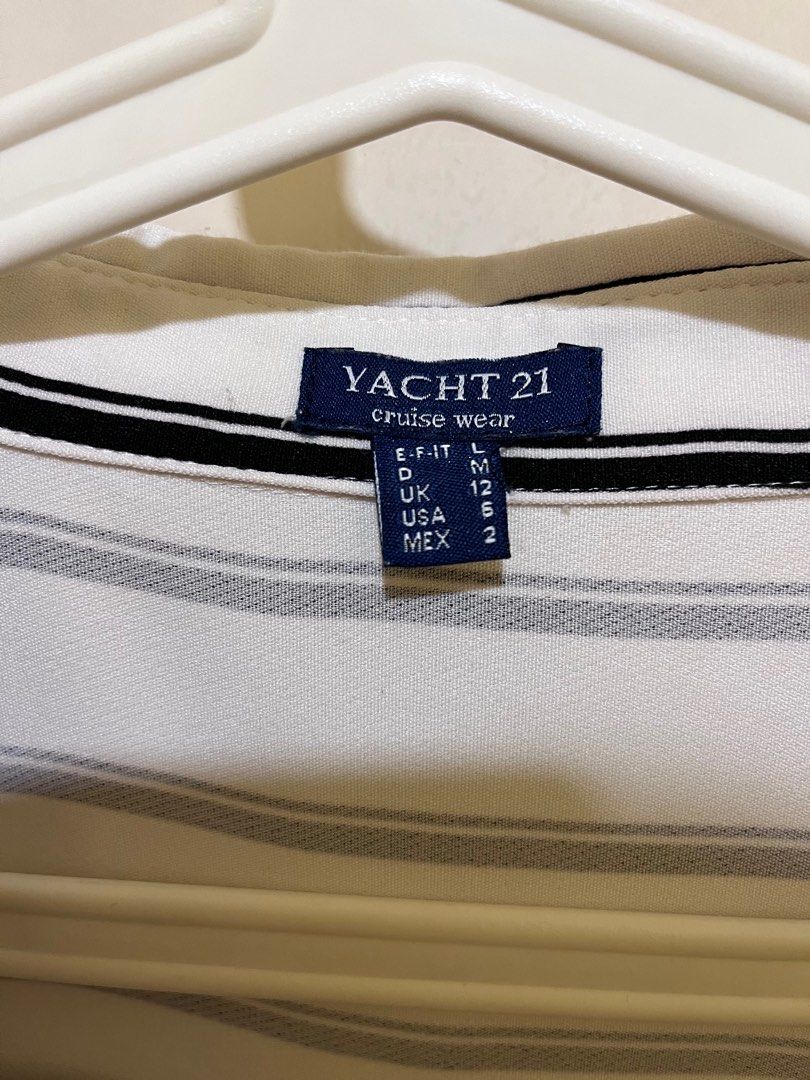 YACHT 21
cruise wear
E-F-IT L
D M
UK 12
USA 6
MEX 2